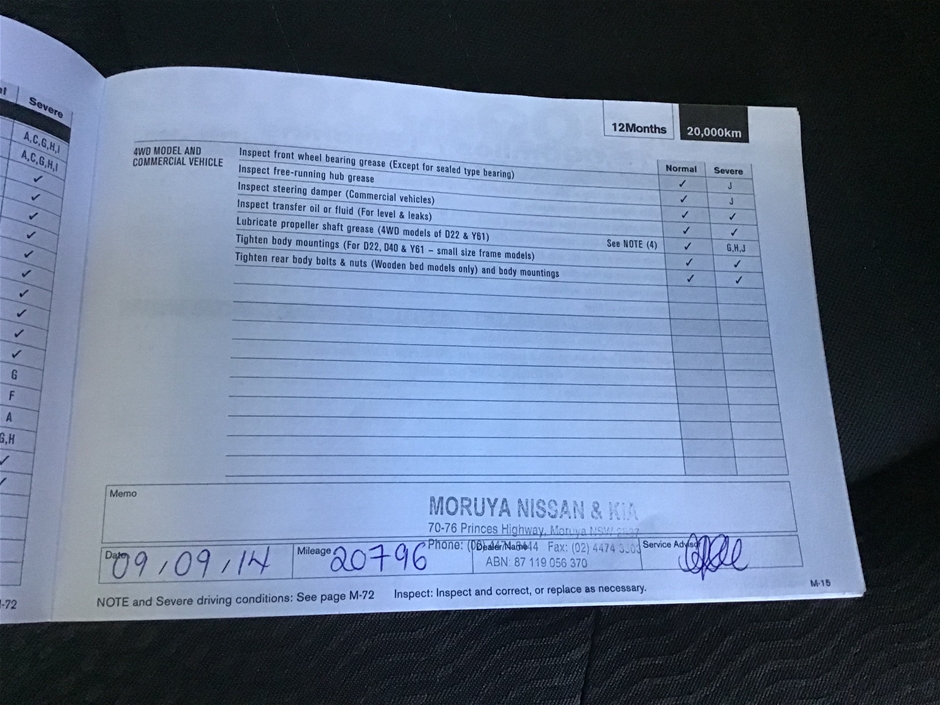 Severe
A,C,G,H,I
A,C,G,H,I
✓
✓
✓
✓
✓
✓
✓
✓
✓
✓
G
F
A
G,H
✓
✓
-72
12Months 20,000km
Normal Severe
4WD MODEL AND
COMMERCIAL VEHICLE
Inspect front wheel bearing grease (Except for sealed type bearing) ✓ J
Inspect free-running hub grease ✓ J
Inspect steering damper (Commercial vehicles) ✓ ✓
Inspect transfer oil or fluid (For level & leaks) ✓ ✓
Lubricate propeller shaft grease (4WD models of D22 & Y61) See NOTE (4) ✓ G,H,J
Tighten body mountings (For D22, D40 & Y61 – small size frame models) ✓ ✓
Tighten rear body bolts & nuts (Wooden bed models only) and body mountings ✓ ✓
Memo
MORUYA NISSAN & KIA
70-76 Princes Highway, Moruya NSW
Phone: Fax: (02) 4474
ABN: 87 119 056 370
Date 09/09/14
Mileage 20796
Dealer Name
Service Advisor
NOTE and Severe driving conditions: See page M-72 Inspect: Inspect and correct, or replace as necessary.
M-15